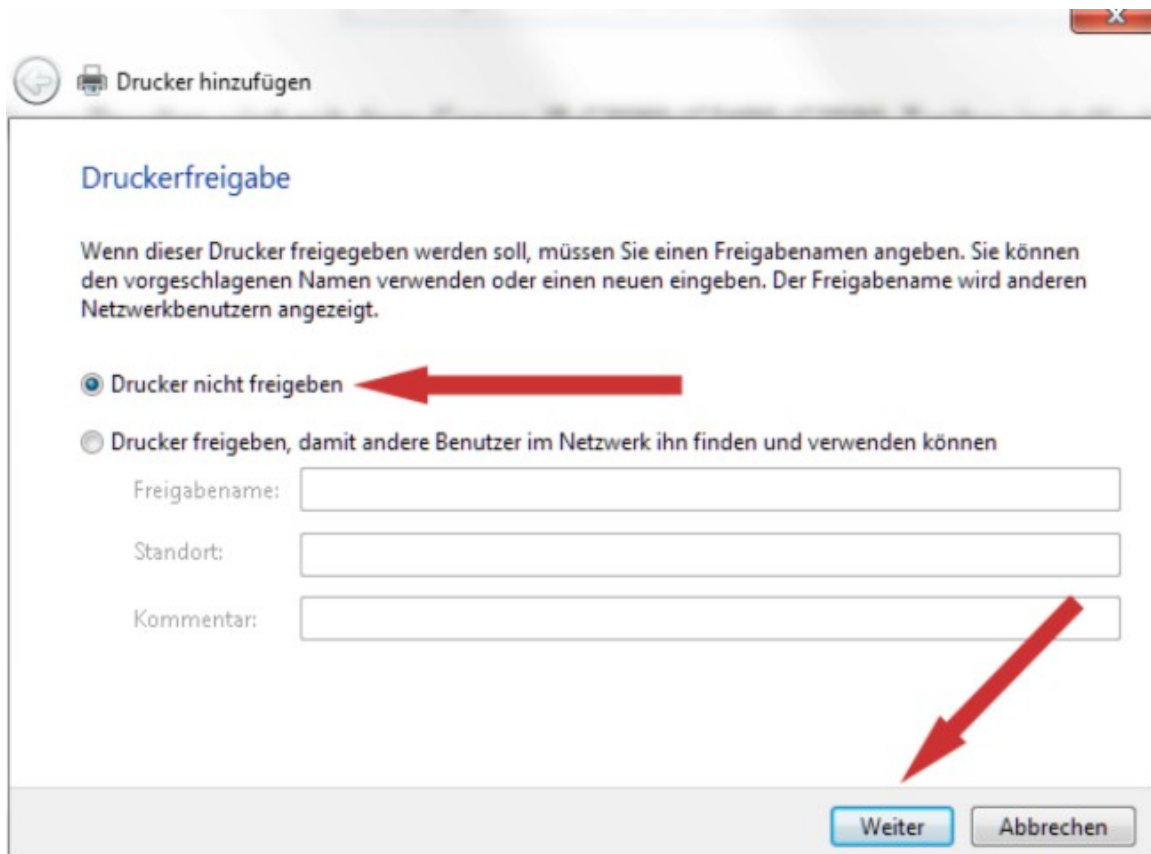 Drucker hinzufügen
Druckerfreigabe
Wenn dieser Drucker freigegeben werden soll, müssen Sie einen Freigabenamen angeben. Sie können
den vorgeschlagenen Namen verwenden oder einen neuen eingeben. Der Freigabename wird anderen
Netzwerkbenutzern angezeigt.
Drucker nicht freigeben
Drucker freigeben, damit andere Benutzer im Netzwerk ihn finden und verwenden können
Freigabename:
Standort:
Kommentar:
Weiter Abbrechen